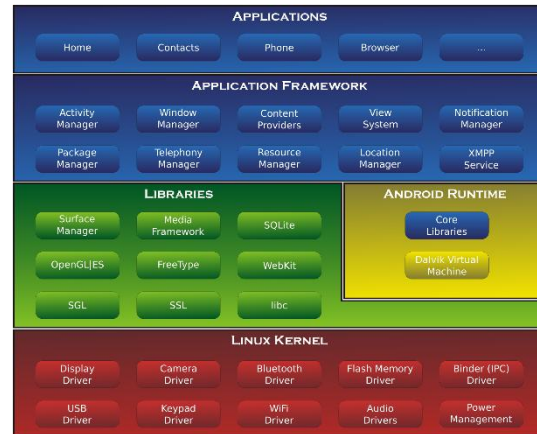 APPLICATIONS
Home Contacts Phone Browser ...
APPLICATION FRAMEWORK
Activity Manager Window Manager Content Providers View System Notification Manager
Package Manager Telephony Manager Resource Manager Location Manager XMPP Service
LIBRARIES
Surface Manager Media Framework SQLite
OpenGL|ES FreeType WebKit
SGL SSL libc
ANDROID RUNTIME
Core Libraries
Dalvik Virtual Machine
LINUX KERNEL
Display Driver Camera Driver Bluetooth Driver Flash Memory Driver Binder (IPC) Driver
USB Driver Keypad Driver WiFi Driver Audio Drivers Power Management